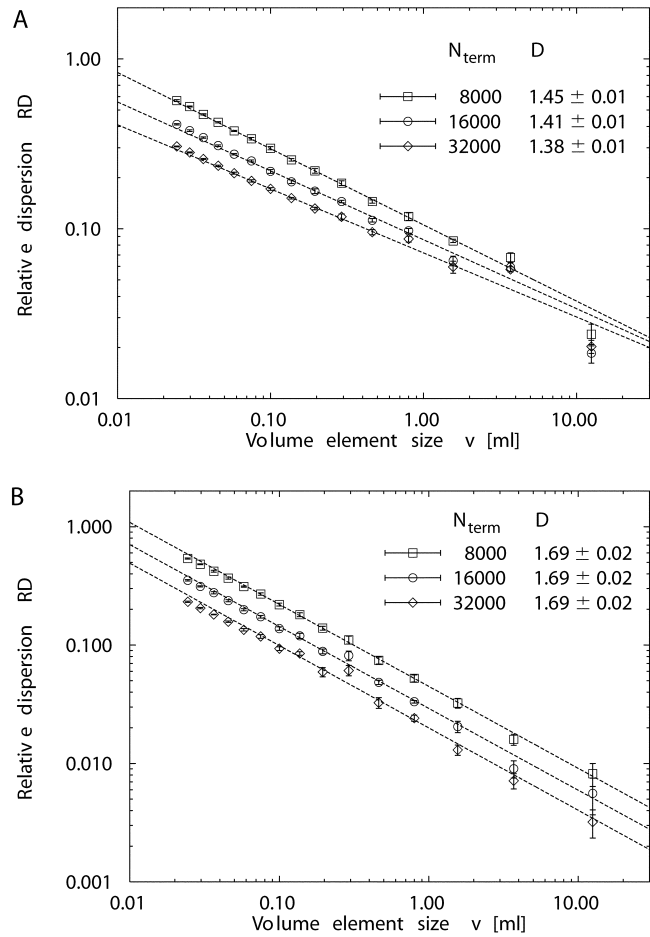 A
1.00
0.10
0.01
0.01
0.10
1.00
10.00
Relative dispersion RD
Volume element size v [ml]
Nterm D
8000 1.45 ± 0.01
16000 1.41 ± 0.01
32000 1.38 ± 0.01
B
1.000
0.100
0.010
0.001
0.01
0.10
1.00
10.00
Relative dispersion RD
Volume element size v [ml]
Nterm D
8000 1.69 ± 0.02
16000 1.69 ± 0.02
32000 1.69 ± 0.02